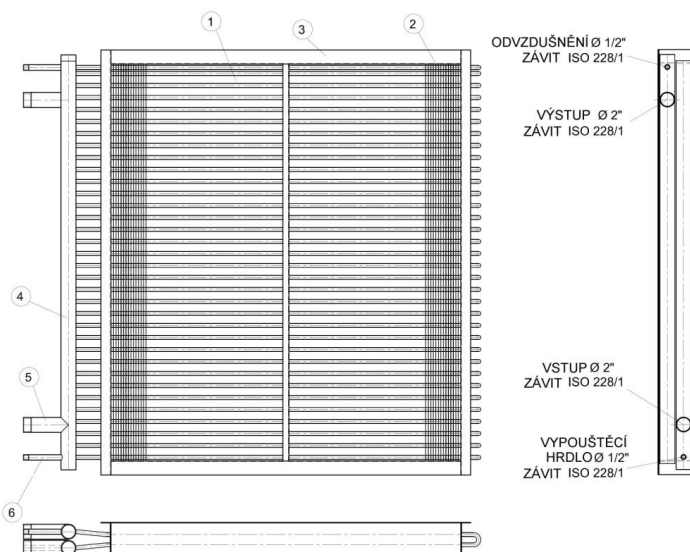 1
3
2
4
5
6
ODVZDUŠNĚNÍ Ø 1/2"
ZÁVIT ISO 228/1
VÝSTUP Ø 2"
ZÁVIT ISO 228/1
VSTUP Ø 2"
ZÁVIT ISO 228/1
VYPOUŠTĚCÍ
HRDLO Ø 1/2"
ZÁVIT ISO 228/1